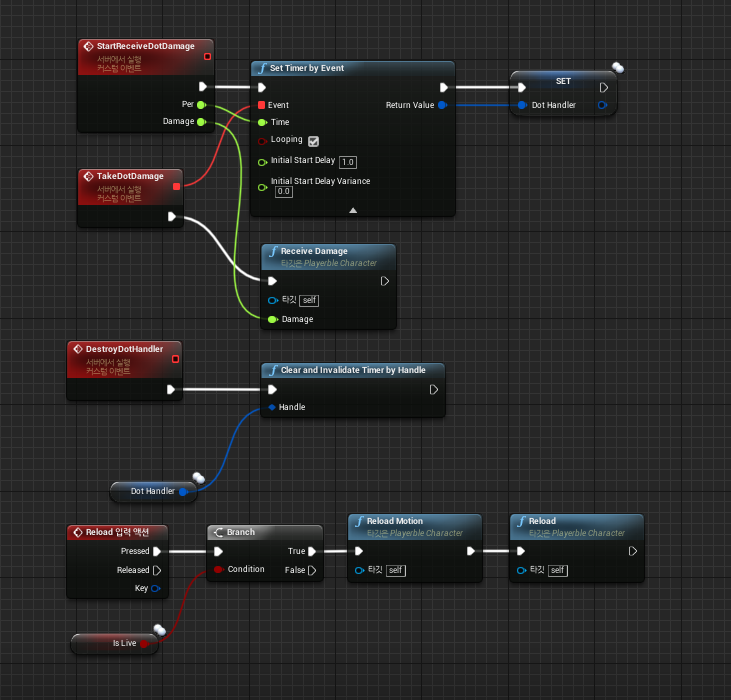 StartReceiveDotDamage
서버에서 실행
커스텀 이벤트
Per
Damage
Set Timer by Event
Event
Return Value
Time
Looping
Initial Start Delay 1.0
Initial Start Delay Variance
0.0
SET
Dot Handler
TakeDotDamage
서버에서 실행
커스텀 이벤트
Receive Damage
타깃은 Playerble Character
타깃 self
Damage
DestroyDotHandler
서버에서 실행
커스텀 이벤트
Clear and Invalidate Timer by Handle
Handle
Dot Handler
Reload 입력 액션
Pressed
Released
Key
Branch
True
Condition
False
Reload Motion
타깃은 Playerble Character
타깃 self
Reload
타깃은 Playerble Character
타깃 self
Is Live